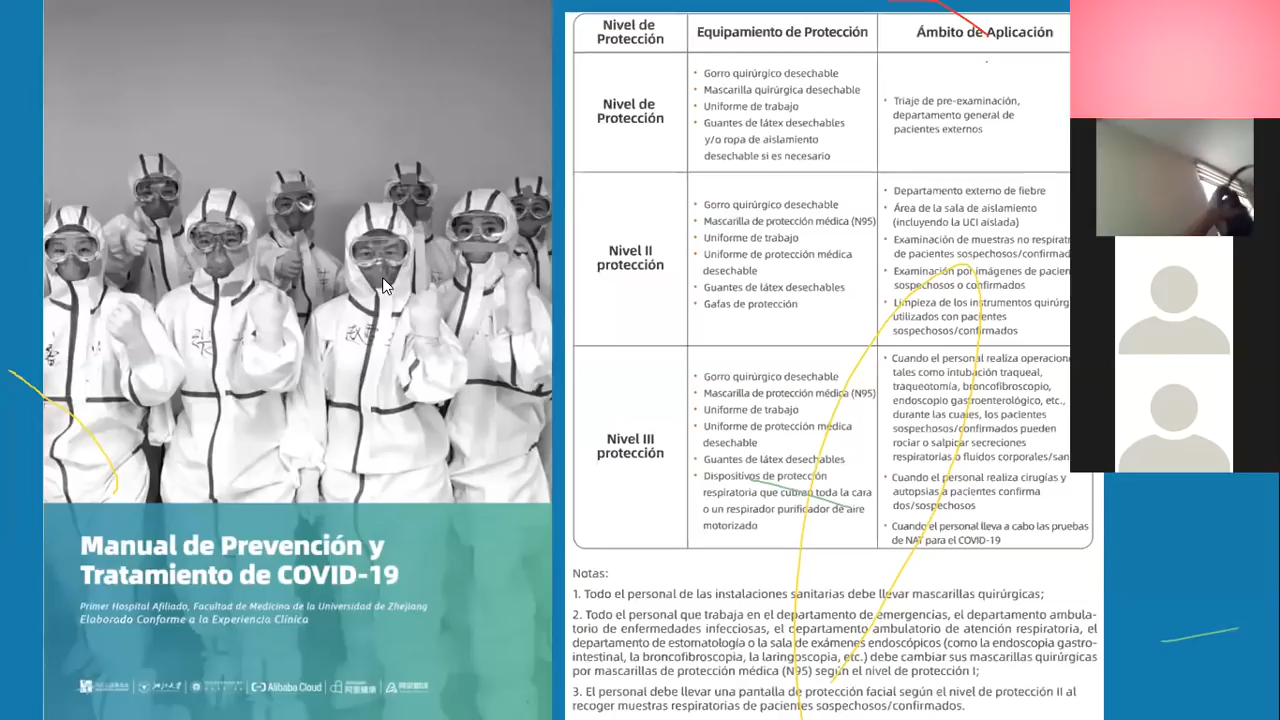 Manual de Prevención y
Tratamiento de COVID-19
Primer Hospital Afiliado, Facultad de Medicina de la Universidad de Zhejiang
Elaborado Conforme a la Experiencia Clínica
Alibaba Cloud
阿里健康
Nivel de
Protección
Equipamiento de Protección
Ámbito de Aplicación
Nivel de
Protección
• Gorro quirúrgico desechable
• Mascarilla quirúrgica desechable
• Uniforme de trabajo
• Guantes de látex desechables
y/o ropa de aislamiento
desechable si es necesario
• Triaje de pre-examinación,
departamento general de
pacientes externos
Nivel II
protección
• Gorro quirúrgico desechable
• Mascarilla de protección médica (N95)
• Uniforme de trabajo
• Uniforme de protección médica
desechable
• Guantes de látex desechables
• Gafas de protección
• Departamento externo de fiebre
• Área de la sala de aislamiento
(incluyendo la UCI aislada)
• Examinación de muestras no respirat
de pacientes sospechosos/confirmad
• Examinación por imágenes de pacien
sospechosos o confirmados
• Limpieza de los instrumentos quirúrg
utilizados con pacientes
sospechosos/confirmados
Nivel III
protección
• Gorro quirúrgico desechable
• Mascarilla de protección médica (N95)
• Uniforme de trabajo
• Uniforme de protección médica
desechable
• Guantes de látex desechables
• Dispositivos de protección
respiratoria que cubran toda la cara
o un respirador purificador de aire
motorizado
• Cuando el personal realiza operacion
tales como intubación traqueal,
traqueotomía, broncofibroscopio,
endoscopio gastroenterológico, etc.,
durante las cuales, los pacientes
sospechosos/confirmados pueden
rociar o salpicar secreciones
respiratorias o fluidos corporales/san
• Cuando el personal realiza cirugías y
autopsias a pacientes confirma
dos/sospechosos
• Cuando el personal lleva a cabo las pruebas
de NAT para el COVID-19
Notas:
1. Todo el personal de las instalaciones sanitarias debe llevar mascarillas quirúrgicas;
2. Todo el personal que trabaja en el departamento de emergencias, el departamento ambula-
torio de enfermedades infecciosas, el departamento ambulatorio de atención respiratoria, el
departamento de estomatología o la sala de exámenes endoscópicos (como la endoscopia gastro-
intestinal, la broncofibroscopia, la laringoscopia, etc.) debe cambiar sus mascarillas quirúrgicas
por mascarillas de protección médica (N95) según el nivel de protección I;
3. El personal debe llevar una pantalla de protección facial según el nivel de protección II al
recoger muestras respiratorias de pacientes sospechosos/confirmados.